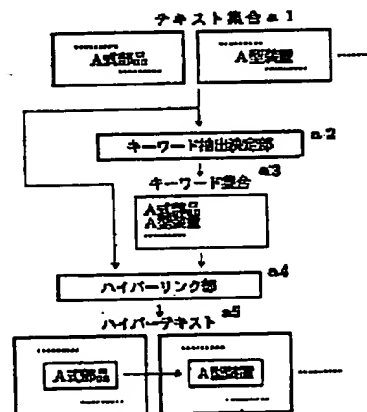 テキスト集合 a1
A式部品
A型装置
a2
キーワード抽出決定部
a3
キーワード集合
A式部品
A型装置
a4
ハイパーリンク部
a5
ハイパーテキスト
A式部品
A型装置